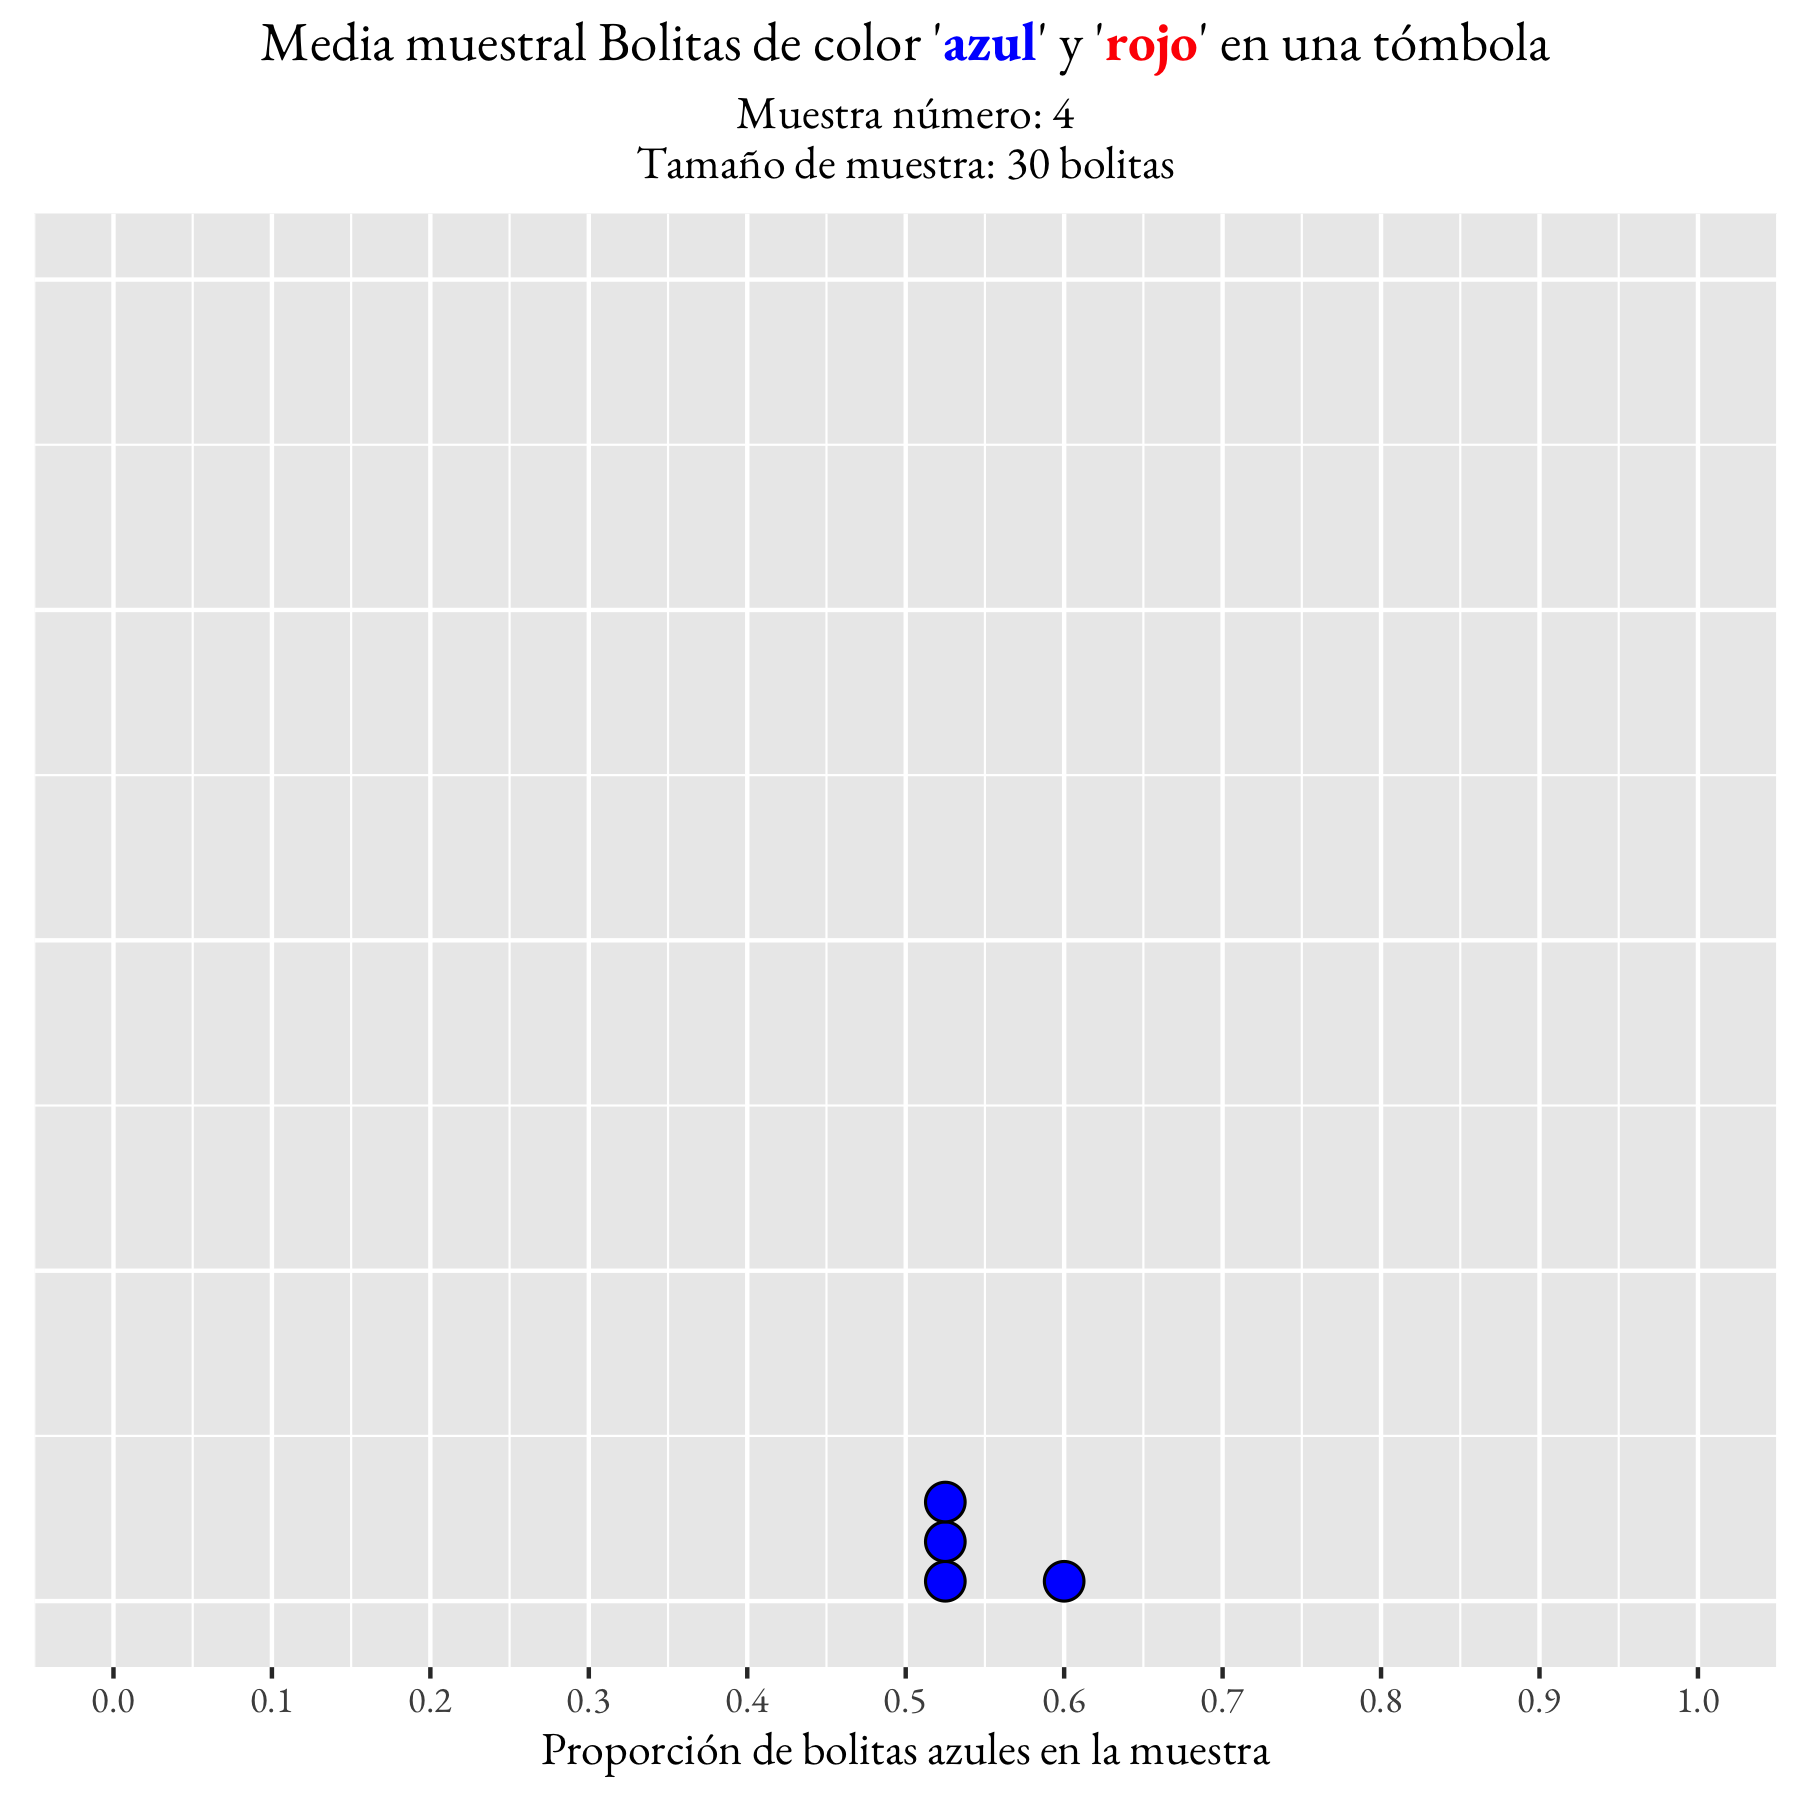 Media muestral Bolitas de color 'azul' y 'rojo' en una tómbola
Muestra número: 4
Tamaño de muestra: 30 bolitas
0.0 0.1 0.2 0.3 0.4 0.5 0.6 0.7 0.8 0.9 1.0
Proporción de bolitas azules en la muestra